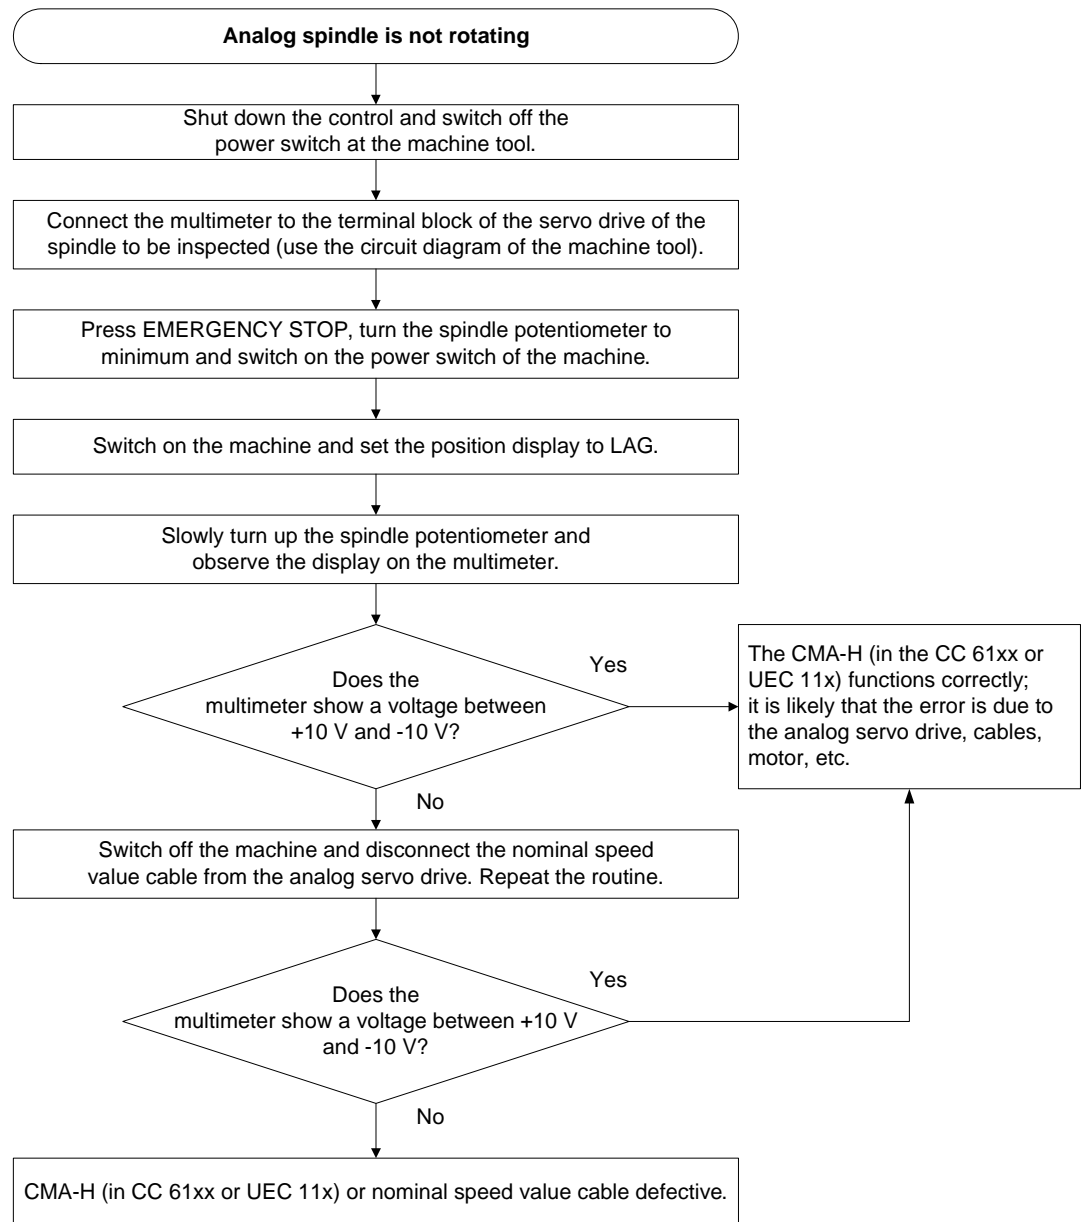 Analog spindle is not rotating
Shut down the control and switch off the
power switch at the machine tool.
Connect the multimeter to the terminal block of the servo drive of the
spindle to be inspected (use the circuit diagram of the machine tool).
Press EMERGENCY STOP, turn the spindle potentiometer to
minimum and switch on the power switch of the machine.
Switch on the machine and set the position display to LAG.
Slowly turn up the spindle potentiometer and
observe the display on the multimeter.
Does the
multimeter show a voltage between
+10 V and -10 V?
Yes
The CMA-H (in the CC 61xx or
UEC 11x) functions correctly;
it is likely that the error is due to
the analog servo drive, cables,
motor, etc.
No
Switch off the machine and disconnect the nominal speed
value cable from the analog servo drive. Repeat the routine.
Does the
multimeter show a voltage between +10 V
and -10 V?
Yes
No
CMA-H (in CC 61xx or UEC 11x) or nominal speed value cable defective.